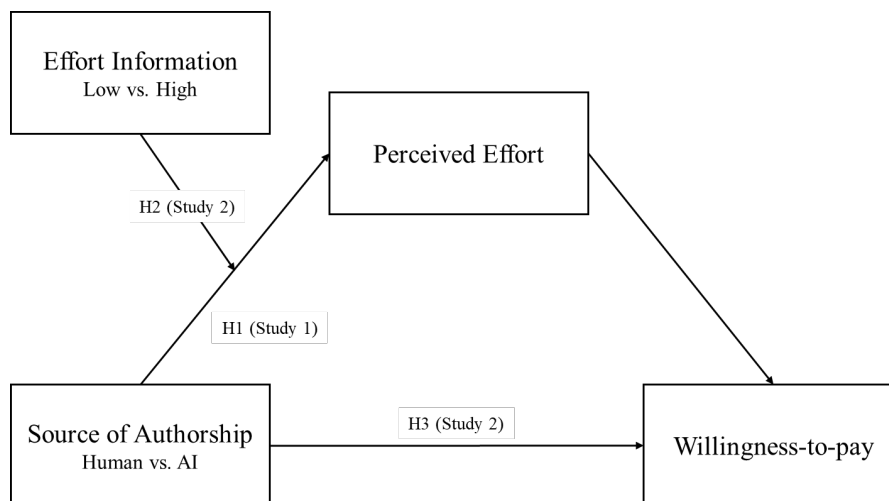 Effort Information
Low vs. High
Perceived Effort
H2 (Study 2)
H1 (Study 1)
Source of Authorship
Human vs. AI
H3 (Study 2)
Willingness-to-pay